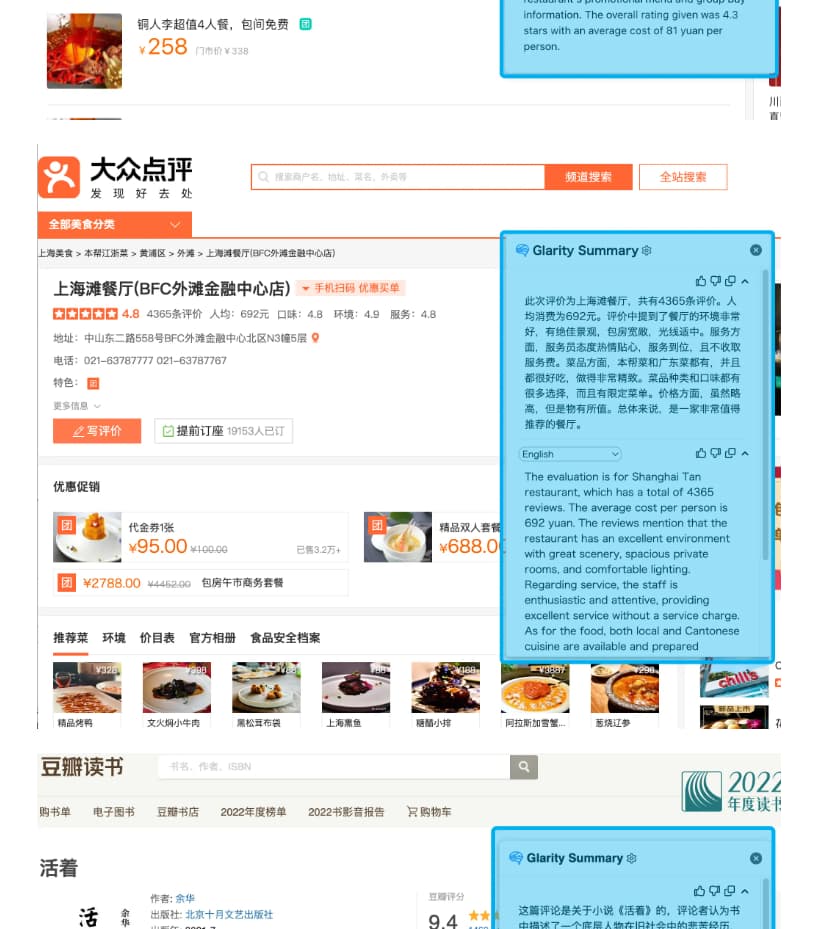 restaurant's promotional menu and group buy
information. The overall rating given was 4.3
stars with an average cost of 81 yuan per
person.
铜人李超值4人餐，包间免费 团
¥258 门市价¥338
大众点评
发现好去处
搜索商户名、地址、菜名、外卖等
频道搜索
全站搜索
全部美食分类
上海美食 > 本帮江浙菜 > 黄浦区 > 外滩 > 上海滩餐厅(BFC外滩金融中心店)
上海滩餐厅(BFC外滩金融中心店) 手机扫码 优惠买单
4.8 4365条评价 人均：692元 口味：4.8 环境：4.9 服务：4.8
地址：中山东二路558号BFC外滩金融中心北区N3幢5层
电话：021-63787777 021-63787767
特色：团
更多信息
写评价
提前订座 19153人已订
优惠促销
团
代金券1张
¥95.00 ¥100.00 已售3.2万+
团
精品双人套餐
¥688.0
团 ¥2788.00 ¥4452.00 包房午市商务套餐
推荐菜 环境 价目表 官方相册 食品安全档案
¥328
精品烤鸭
¥398
文火焖小牛肉
¥88
黑松茸布袋
¥98
上海熏鱼
¥188
糖醋小排
阿拉斯加雪蟹...
¥298
葱烧辽参
chili's
新品上市
Glarity Summary
此次评价为上海滩餐厅，共有4365条评价。人
均消费为692元。评价中提到了餐厅的环境非常
好，有绝佳景观，包房宽敞，光线适中。服务方
面，服务员态度热情贴心，服务到位，且不收取
服务费。菜品方面，本帮菜和广东菜都有，并且
都很好吃，做得非常精致。菜品种类和口味都有
很多选择，而且有限定菜单。价格方面，虽然略
高，但是物有所值。总体来说，是一家非常值得
推荐的餐厅。
English
The evaluation is for Shanghai Tan
restaurant, which has a total of 4365
reviews. The average cost per person is
692 yuan. The reviews mention that the
restaurant has an excellent environment
with great scenery, spacious private
rooms, and comfortable lighting.
Regarding service, the staff is
enthusiastic and attentive, providing
excellent service without a service charge.
As for the food, both local and Cantonese
cuisine are available and prepared
豆瓣读书
书名、作者、ISBN
购书单 电子图书 豆瓣书店 2022年度榜单 2022书影音报告 购物车
2022
年度读书
活着
活
余华
作者: 余华
出版社: 北京十月文艺出版社
豆瓣评分
9.4
Glarity Summary
这篇评论是关于小说《活着》的，评论者认为书
中描述了一个底层人物在旧社会中的悲苦经历，